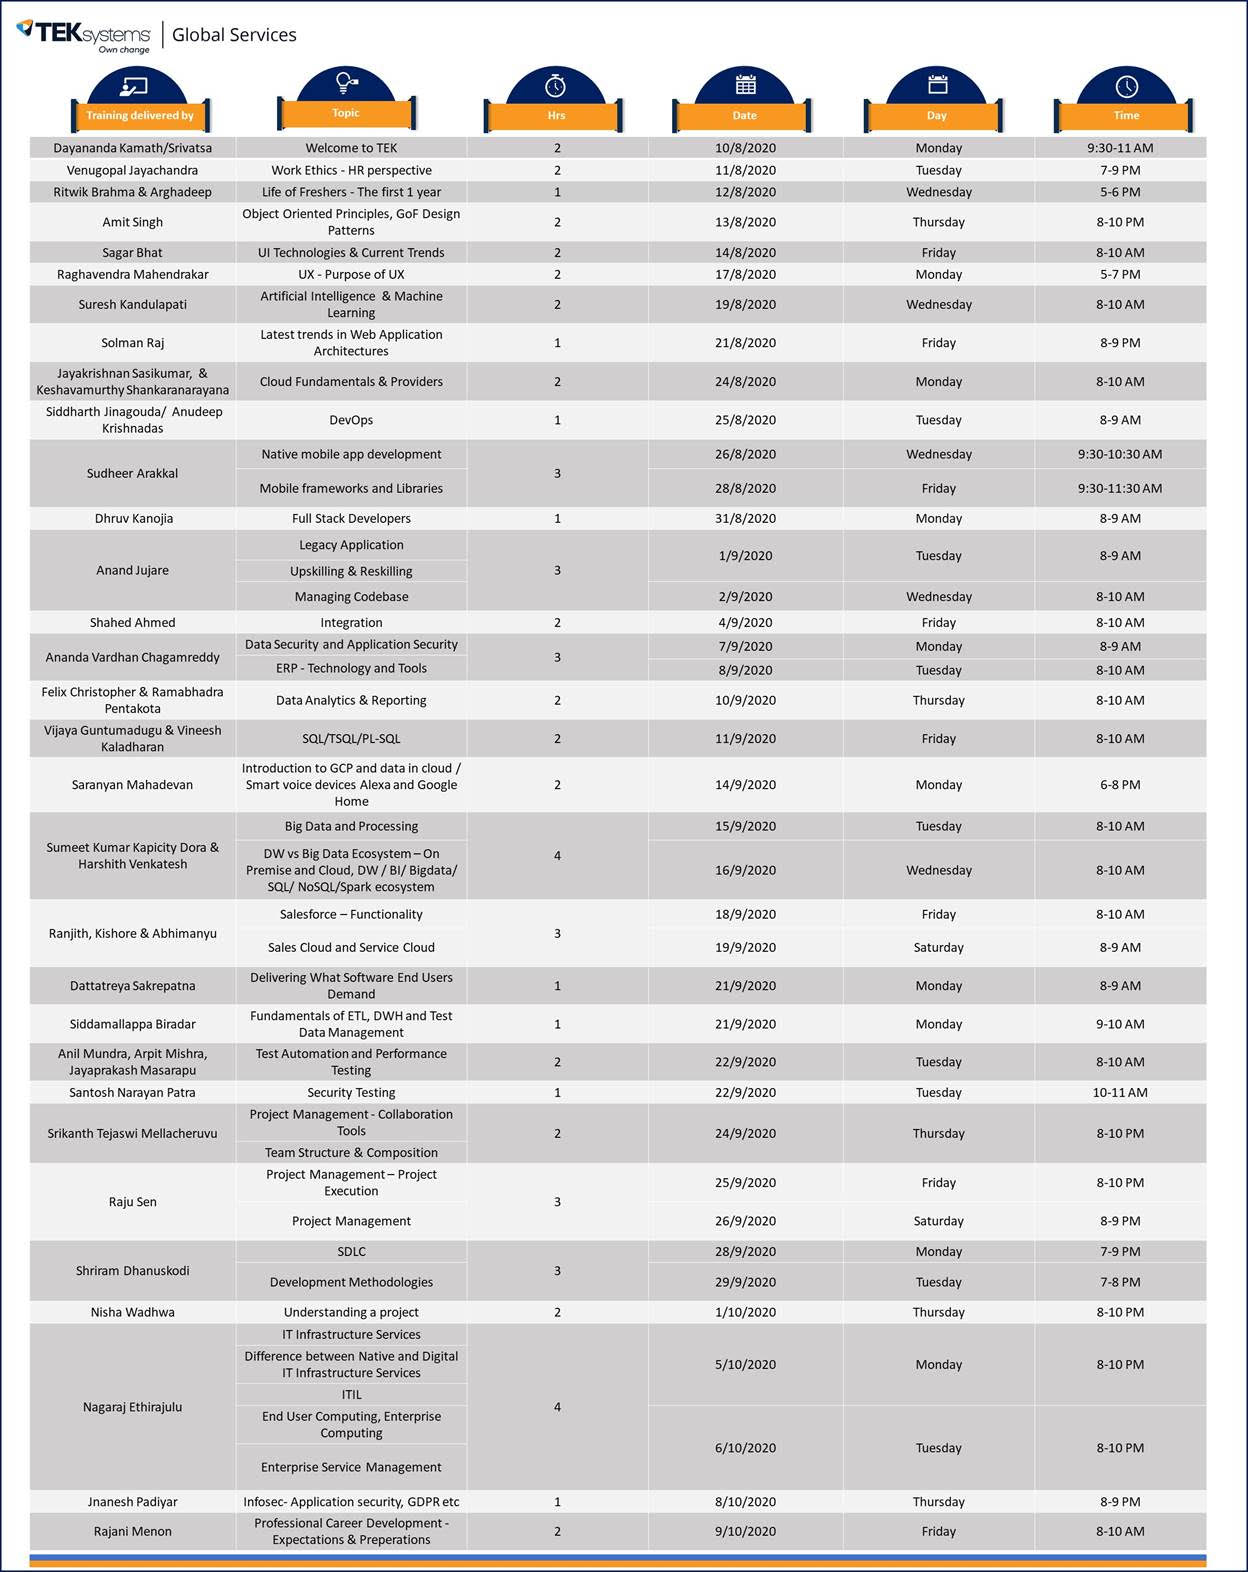 TEKsystems | Global Services
Own change
Training delivered by Topic Hrs Date Day Time
Dayananda Kamath/Srivatsa Welcome to TEK 2 10/8/2020 Monday 9:30-11 AM
Venugopal Jayachandra Work Ethics - HR perspective 2 11/8/2020 Tuesday 7-9 PM
Ritwik Brahma & Arghadeep Life of Freshers - The first 1 year 1 12/8/2020 Wednesday 5-6 PM
Amit Singh Object Oriented Principles, GoF Design
Patterns 2 13/8/2020 Thursday 8-10 PM
Sagar Bhat UI Technologies & Current Trends 2 14/8/2020 Friday 8-10 AM
Raghavendra Mahendrakar UX - Purpose of UX 2 17/8/2020 Monday 5-7 PM
Suresh Kandulapati Artificial Intelligence & Machine
Learning 2 19/8/2020 Wednesday 8-10 AM
Solman Raj Latest trends in Web Application
Architectures 1 21/8/2020 Friday 8-9 PM
Jayakrishnan Sasikumar, &
Keshavamurthy Shankaranarayana Cloud Fundamentals & Providers 2 24/8/2020 Monday 8-10 AM
Siddharth Jinagouda/ Anudeep
Krishnadas DevOps 1 25/8/2020 Tuesday 8-9 AM
Sudheer Arakkal Native mobile app development 3 26/8/2020 Wednesday 9:30-10:30 AM
Mobile frameworks and Libraries 28/8/2020 Friday 9:30-11:30 AM
Dhruv Kanojia Full Stack Developers 1 31/8/2020 Monday 8-9 AM
Anand Jujare Legacy Application 3 1/9/2020 Tuesday 8-9 AM
Upskilling & Reskilling
Managing Codebase 2/9/2020 Wednesday 8-10 AM
Shahed Ahmed Integration 2 4/9/2020 Friday 8-10 AM
Ananda Vardhan Chagamreddy Data Security and Application Security 3 7/9/2020 Monday 8-9 AM
ERP - Technology and Tools 8/9/2020 Tuesday 8-10 AM
Felix Christopher & Ramabhadra
Pentakota Data Analytics & Reporting 2 10/9/2020 Thursday 8-10 AM
Vijaya Guntumadugu & Vineesh
Kaladharan SQL/TSQL/PL-SQL 2 11/9/2020 Friday 8-10 AM
Saranyan Mahadevan Introduction to GCP and data in cloud /
Smart voice devices Alexa and Google
Home 2 14/9/2020 Monday 6-8 PM
Sumeet Kumar Kapicity Dora &
Harshith Venkatesh Big Data and Processing 4 15/9/2020 Tuesday 8-10 AM
DW vs Big Data Ecosystem – On
Premise and Cloud, DW / BI/ Bigdata/
SQL/ NoSQL/Spark ecosystem 16/9/2020 Wednesday 8-10 AM
Ranjith, Kishore & Abhimanyu Salesforce – Functionality 3 18/9/2020 Friday 8-10 AM
Sales Cloud and Service Cloud 19/9/2020 Saturday 8-9 AM
Dattatreya Sakrepatna Delivering What Software End Users
Demand 1 21/9/2020 Monday 8-9 AM
Siddamallappa Biradar Fundamentals of ETL, DWH and Test
Data Management 1 21/9/2020 Monday 9-10 AM
Anil Mundra, Arpit Mishra,
Jayaprakash Masarapu Test Automation and Performance
Testing 2 22/9/2020 Tuesday 8-10 AM
Santosh Narayan Patra Security Testing 1 22/9/2020 Tuesday 10-11 AM
Srikanth Tejaswi Mellacheruvu Project Management - Collaboration
Tools 2 24/9/2020 Thursday 8-10 PM
Team Structure & Composition
Raju Sen Project Management – Project
Execution 3 25/9/2020 Friday 8-10 PM
Project Management 26/9/2020 Saturday 8-9 PM
Shriram Dhanuskodi SDLC 3 28/9/2020 Monday 7-9 PM
Development Methodologies 29/9/2020 Tuesday 7-8 PM
Nisha Wadhwa Understanding a project 2 1/10/2020 Thursday 8-10 PM
Nagaraj Ethirajulu IT Infrastructure Services 4 5/10/2020 Monday 8-10 PM
Difference between Native and Digital
IT Infrastructure Services
ITIL
End User Computing, Enterprise
Computing 6/10/2020 Tuesday 8-10 PM
Enterprise Service Management
Jnanesh Padiyar Infosec- Application security, GDPR etc 1 8/10/2020 Thursday 8-9 PM
Rajani Menon Professional Career Development -
Expectations & Preperations 2 9/10/2020 Friday 8-10 AM